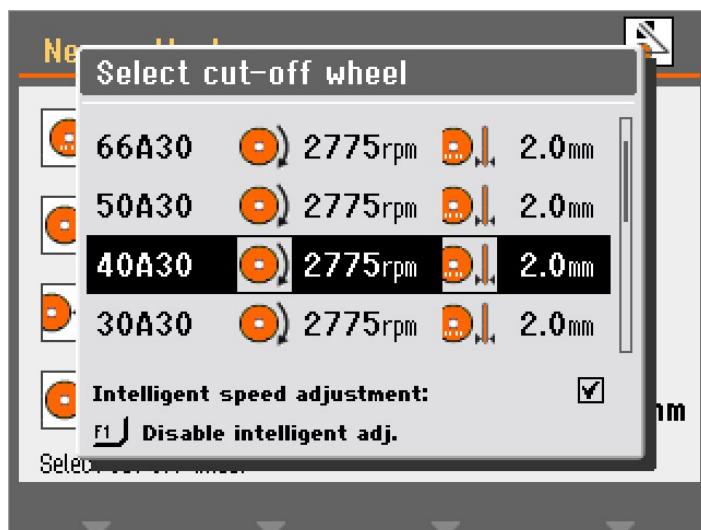 Ne
Select cut-off wheel
66A30 2775rpm 2.0mm
50A30 2775rpm 2.0mm
40A30 2775rpm 2.0mm
30A30 2775rpm 2.0mm
Intelligent speed adjustment:
F1 Disable intelligent adj.
mm